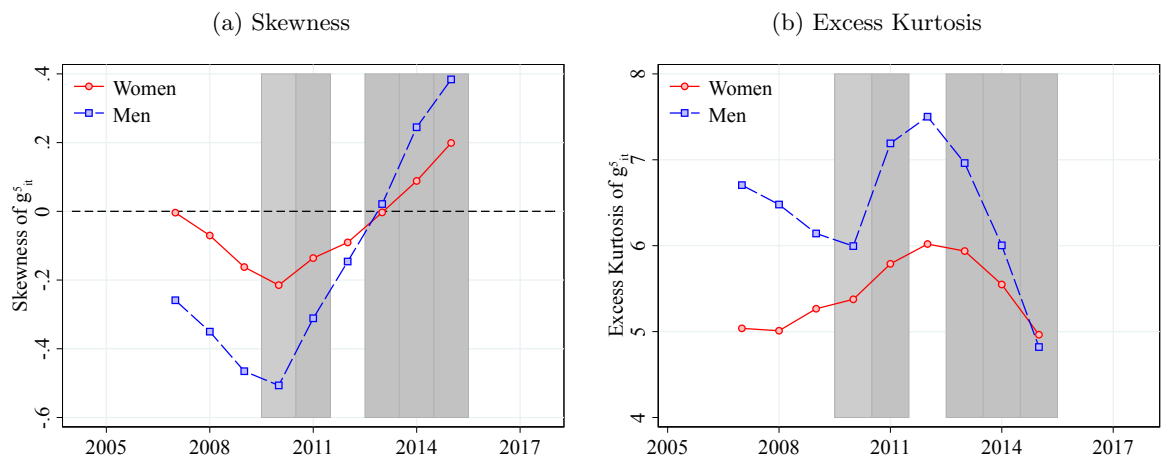 (a) Skewness
Skewness of g⁵ᵢₜ
.4
.2
0
-.2
-.4
-.6
Women
Men
2005 2008 2011 2014 2017
(b) Excess Kurtosis
Excess Kurtosis of g⁵ᵢₜ
8
7
6
5
4
Women
Men
2005 2008 2011 2014 2017